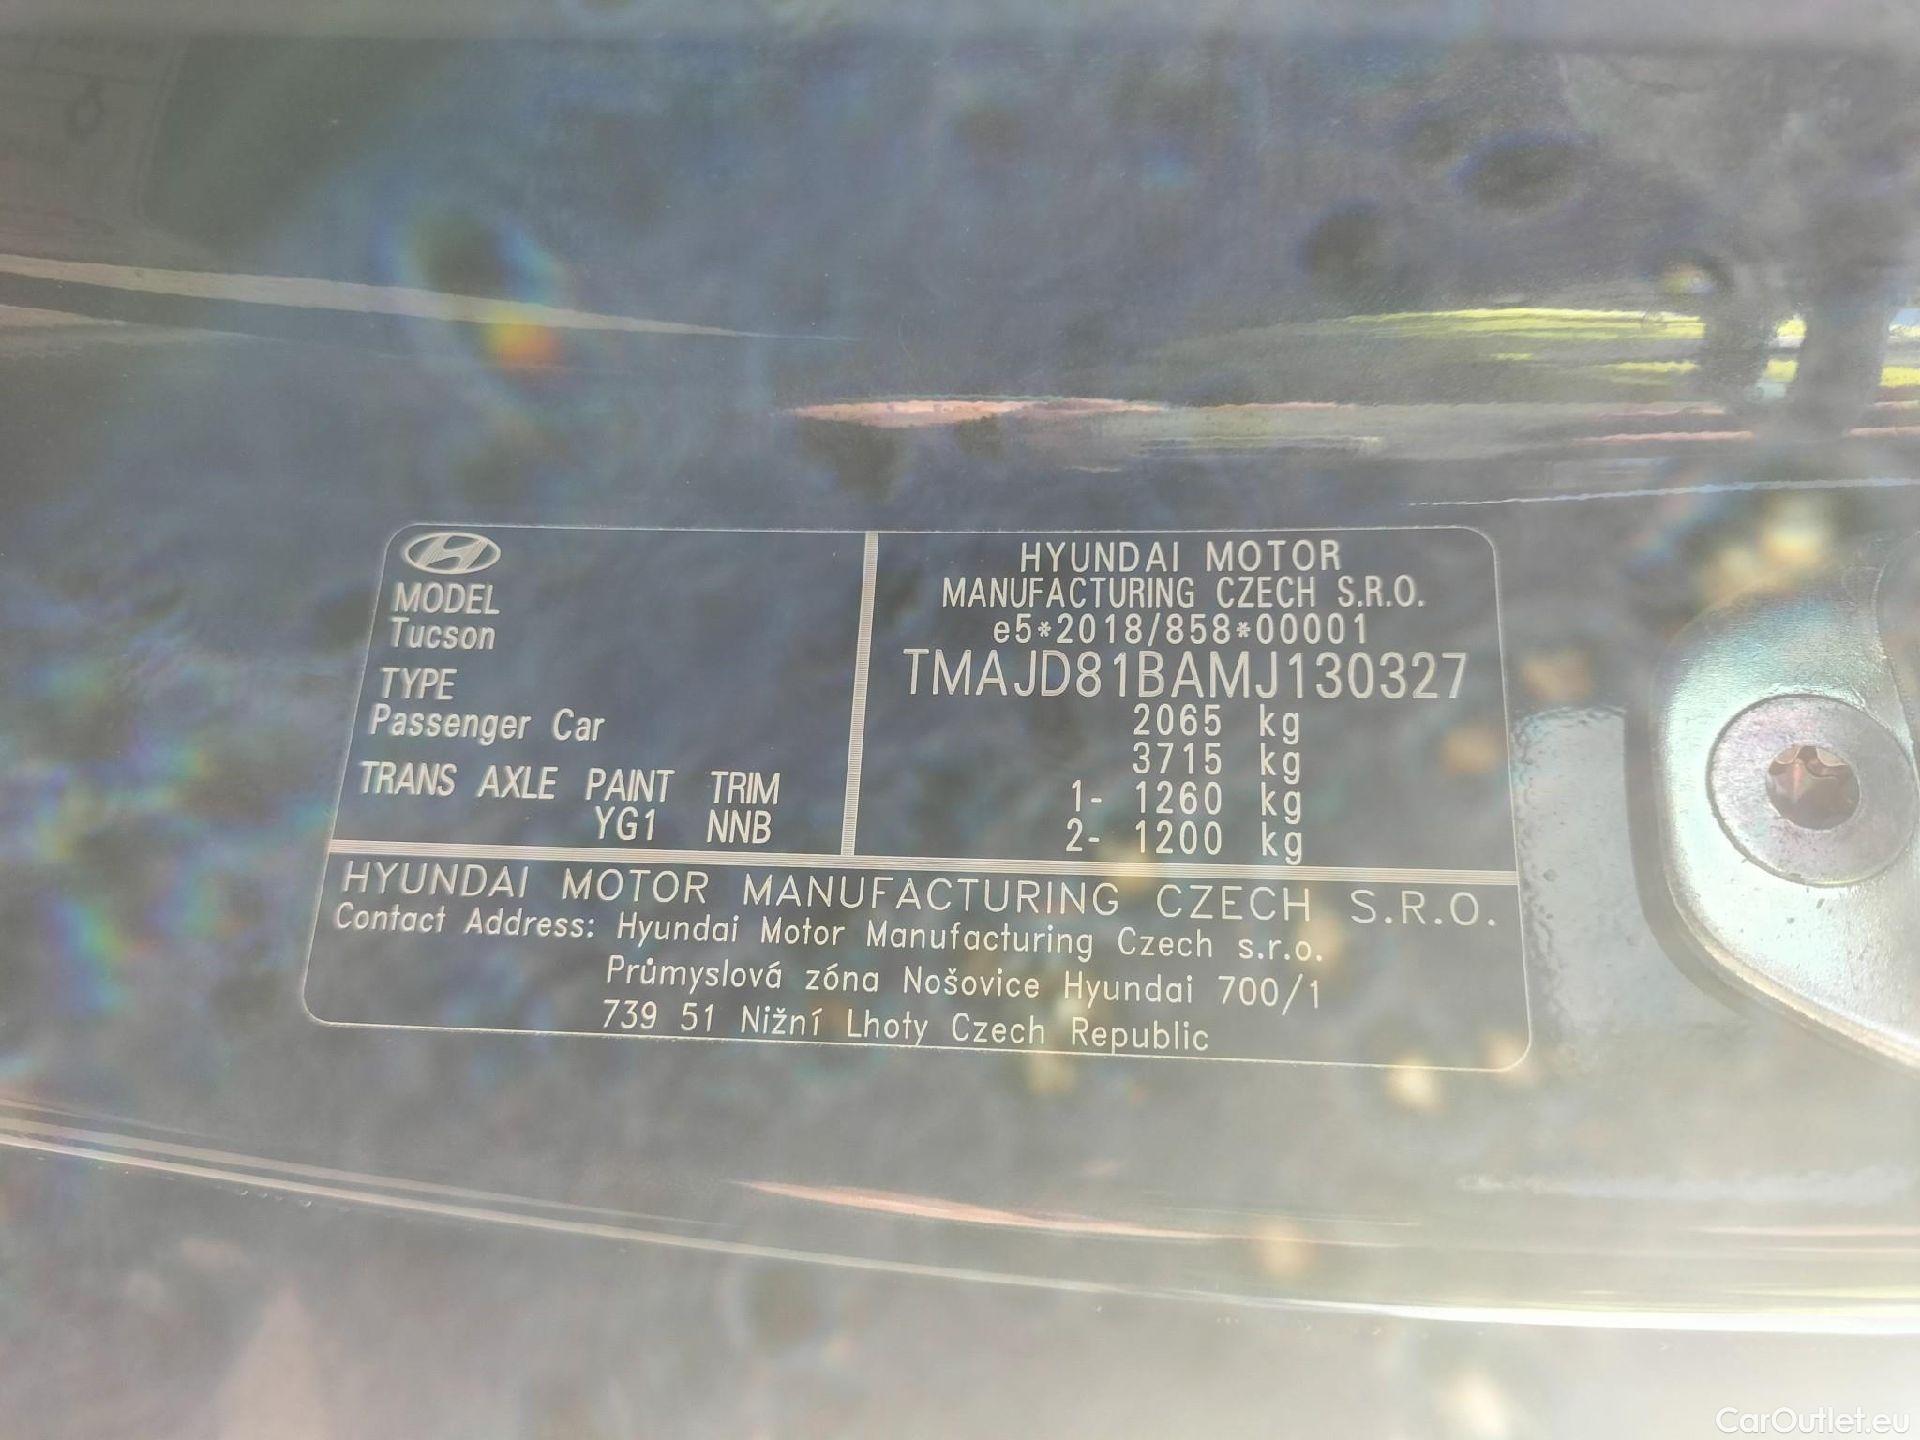 MODEL
Tucson
TYPE
Passenger Car
TRANS AXLE PAINT TRIM
YG1 NNB
HYUNDAI MOTOR
MANUFACTURING CZECH S.R.O.
e5*2018/858*00001
TMAJD81BAMJ130327
2065 kg
3715 kg
1- 1260 kg
2- 1200 kg
HYUNDAI MOTOR MANUFACTURING CZECH S.R.O.
Contact Address: Hyundai Motor Manufacturing Czech s.r.o.
Průmyslová zóna Nošovice Hyundai 700/1
739 51 Nižní Lhoty Czech Republic
CarOutlet.eu